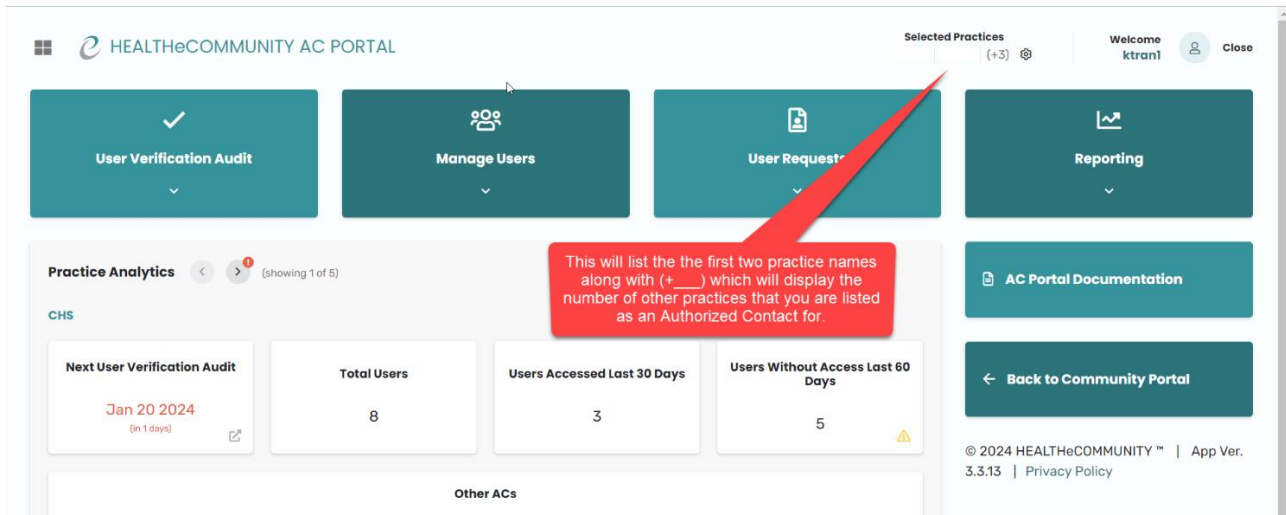 HEALTHeCOMMUNITY AC PORTAL
Selected Practices
(+3)
Welcome
ktran1
Close
User Verification Audit
Manage Users
User Requests
Reporting
This will list the the first two practice names
along with (+___) which will display the
number of other practices that you are listed
as an Authorized Contact for.
Practice Analytics
!
(showing 1 of 5)
CHS
Next User Verification Audit
Jan 20 2024
(in 1 days)
Total Users
8
Users Accessed Last 30 Days
3
Users Without Access Last 60
Days
5
Other ACs
AC Portal Documentation
Back to Community Portal
© 2024 HEALTHeCOMMUNITY ™ | App Ver.
3.3.13 | Privacy Policy